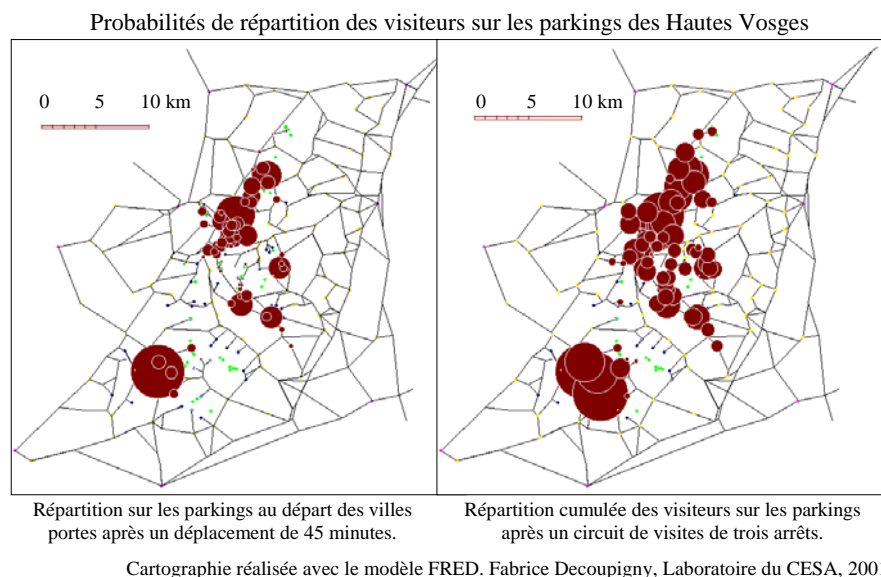 Probabilités de répartition des visiteurs sur les parkings des Hautes Vosges
0 5 10 km
0 5 10 km
Répartition sur les parkings au départ des villes
portes après un déplacement de 45 minutes.
Répartition cumulée des visiteurs sur les parkings
après un circuit de visites de trois arrêts.
Cartographie réalisée avec le modèle FRED. Fabrice Decoupigny, Laboratoire du CESA, 200